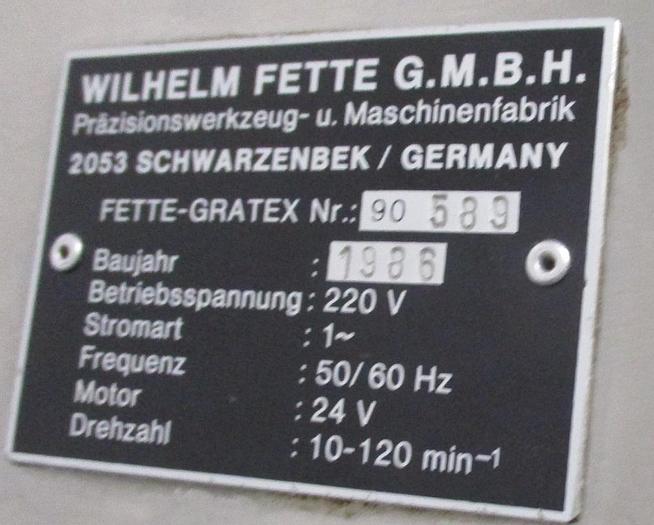 WILHELM FETTE G.M.B.H.
Präzisionswerkzeug- u. Maschinenfabrik
2053 SCHWARZENBEK / GERMANY
FETTE-GRATEX Nr.: 90 589
Baujahr : 1986
Betriebsspannung : 220 V
Stromart : 1~
Frequenz : 50/60 Hz
Motor : 24 V
Drehzahl : 10-120 min⁻¹